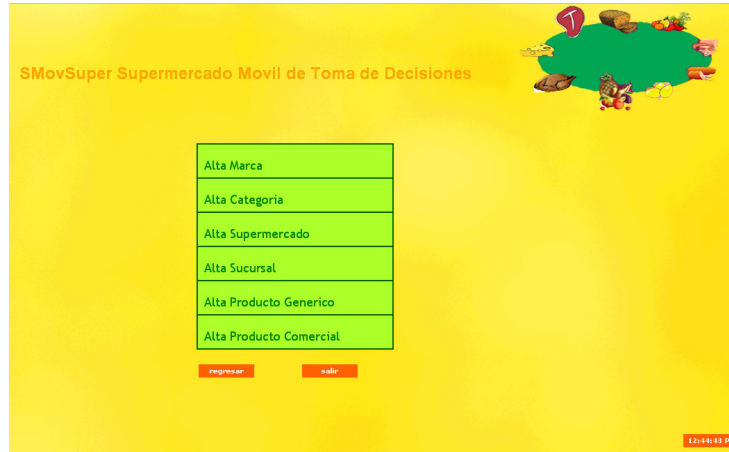 SMovSuper Supermercado Movil de Toma de Decisiones
Alta Marca
Alta Categoria
Alta Supermercado
Alta Sucursal
Alta Producto Generico
Alta Producto Comercial
regresar salir
12:44:43 P